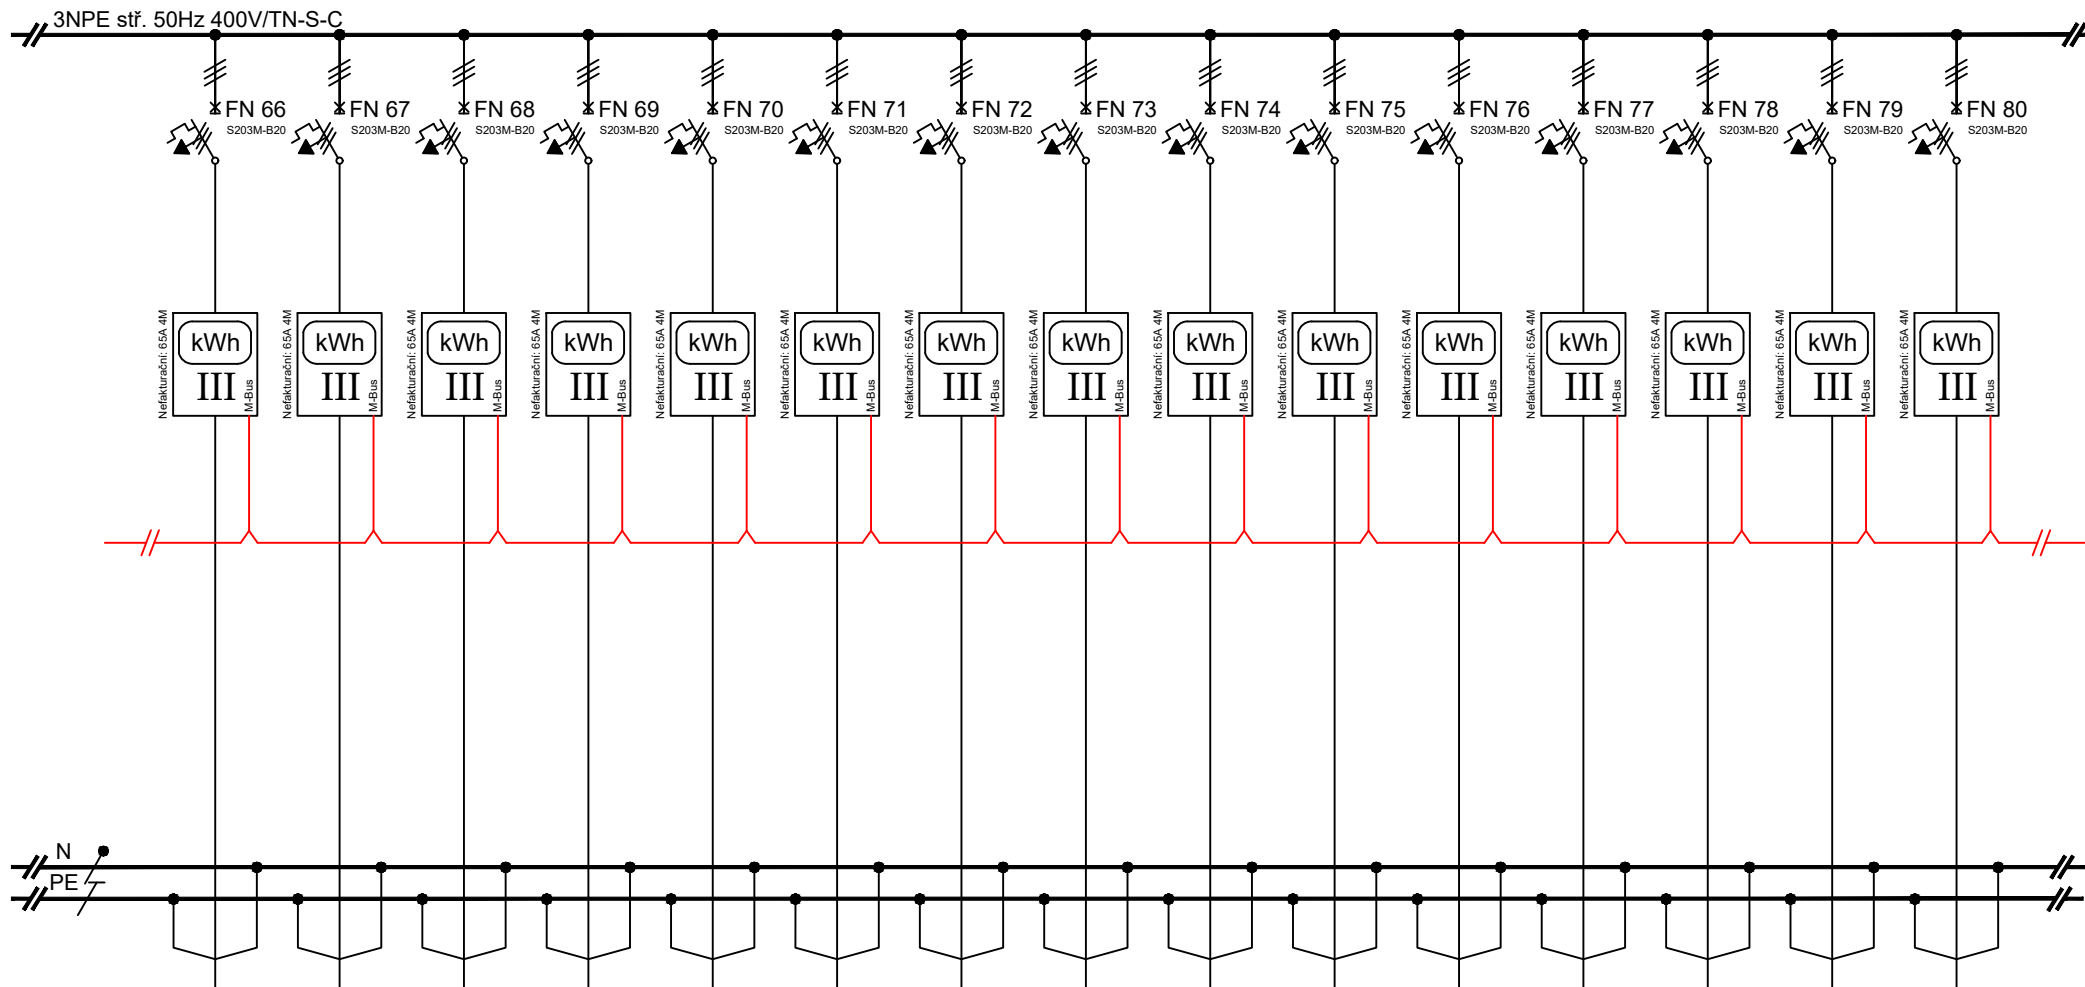 3NPE stř. 50Hz 400V/TN-S-C
FN 66 FN 67 FN 68 FN 69 FN 70 FN 71 FN 72 FN 73 FN 74 FN 75 FN 76 FN 77 FN 78 FN 79 FN 80
S203M-B20 S203M-B20 S203M-B20 S203M-B20 S203M-B20 S203M-B20 S203M-B20 S203M-B20 S203M-B20 S203M-B20 S203M-B20 S203M-B20 S203M-B20 S203M-B20 S203M-B20
Nefakturační: 65A 4M
kWh
III
M-Bus
Nefakturační: 65A 4M
kWh
III
M-Bus
Nefakturační: 65A 4M
kWh
III
M-Bus
Nefakturační: 65A 4M
kWh
III
M-Bus
Nefakturační: 65A 4M
kWh
III
M-Bus
Nefakturační: 65A 4M
kWh
III
M-Bus
Nefakturační: 65A 4M
kWh
III
M-Bus
Nefakturační: 65A 4M
kWh
III
M-Bus
Nefakturační: 65A 4M
kWh
III
M-Bus
Nefakturační: 65A 4M
kWh
III
M-Bus
Nefakturační: 65A 4M
kWh
III
M-Bus
Nefakturační: 65A 4M
kWh
III
M-Bus
Nefakturační: 65A 4M
kWh
III
M-Bus
Nefakturační: 65A 4M
kWh
III
M-Bus
Nefakturační: 65A 4M
kWh
III
M-Bus
N
PE